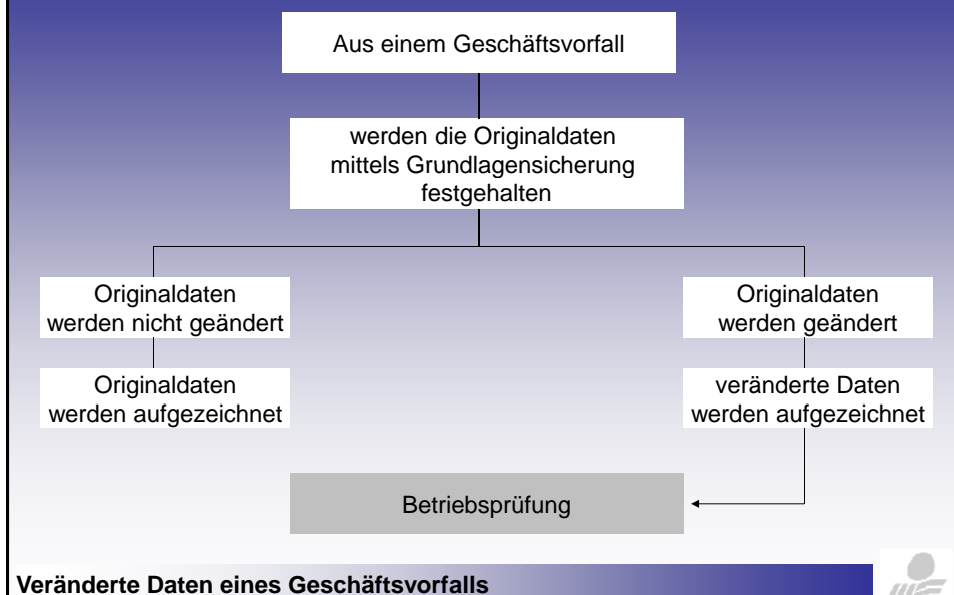 Aus einem Geschäftsvorfall
werden die Originaldaten
mittels Grundlagensicherung
festgehalten
Originaldaten
werden nicht geändert
Originaldaten
werden geändert
Originaldaten
werden aufgezeichnet
veränderte Daten
werden aufgezeichnet
Betriebsprüfung
Veränderte Daten eines Geschäftsvorfalls